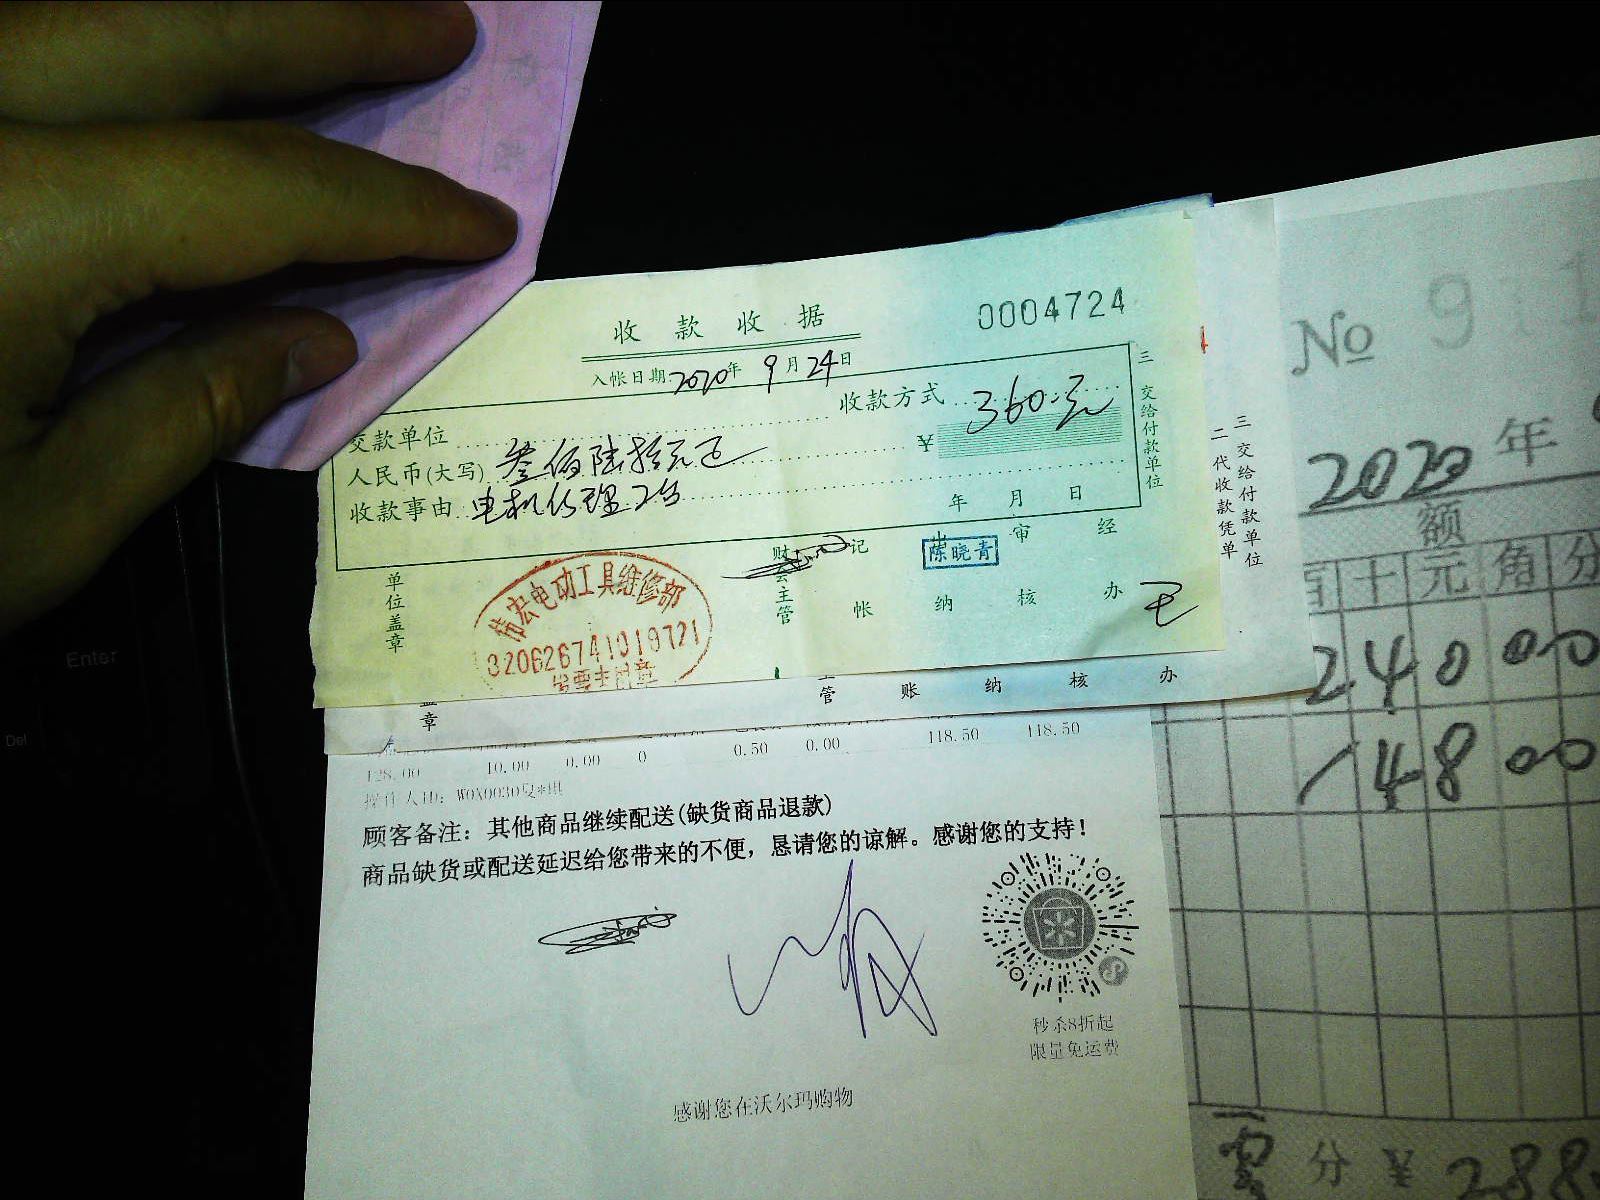 收款收据
0004724
入帐日期:2020年9月24日
交款单位
收款方式
人民币(大写) 叁佰陆拾元正
¥ 360.元
收款事由 电机修理2台
年 月 日
三 交给付款单位
单位盖章
财会主管
记帐
出纳
审核
经办
陈晓青
伟宏电动工具维修部
320626741019721
三 交给付款单位
二代收款凭单
章
管
账
纳
核
办
128.00 10.00 0.00 0 0.50 0.00 118.50 118.50
顾客备注：其他商品继续配送(缺货商品退款)
商品缺货或配送延迟给您带来的不便，恳请您的谅解。感谢您的支持！
秒杀8折起
限量免运费
感谢您在沃尔玛购物
No
2020年
额
百十元角分
24000
14800
零分¥288
Enter
Del